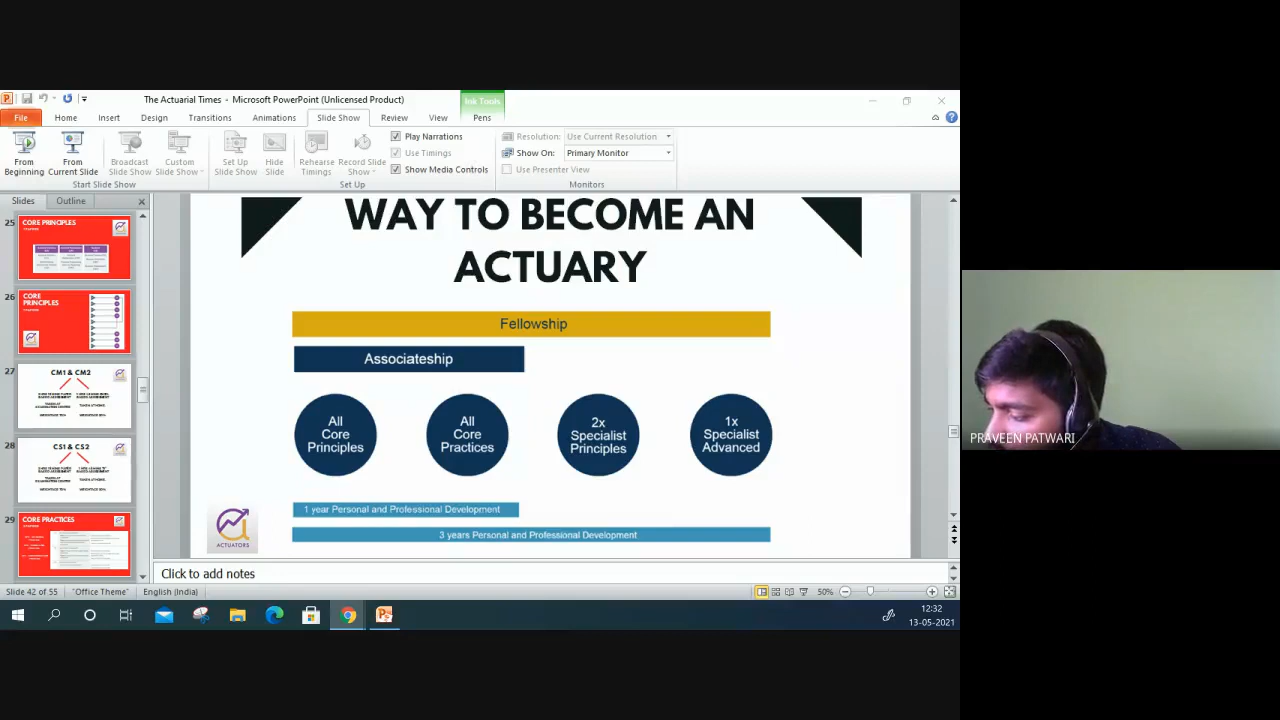 The Actuarial Times - Microsoft PowerPoint (Unlicensed Product)
Ink Tools
File Home Insert Design Transitions Animations Slide Show Review View Pens
From Beginning
From Current Slide
Broadcast Slide Show
Custom Slide Show
Start Slide Show
Set Up Slide Show
Hide Slide
Rehearse Timings
Record Slide Show
Play Narrations
Use Timings
Show Media Controls
Set Up
Resolution: Use Current Resolution
Show On: Primary Monitor
Use Presenter View
Monitors
Slides Outline
25
CORE PRINCIPLES
26
CORE
PRINCIPLES
27
CM1 & CM2
28
CS1 & CS2
29
CORE PRACTICES
WAY TO BECOME AN
ACTUARY
Fellowship
Associateship
All
Core
Principles
All
Core
Practices
2x
Specialist
Principles
1x
Specialist
Advanced
1 year Personal and Professional Development
3 years Personal and Professional Development
ACTUATORS
Click to add notes
Slide 42 of 55 "Office Theme" English (India) 50%
12:32
13-05-2021
PRAVEEN PATWARI